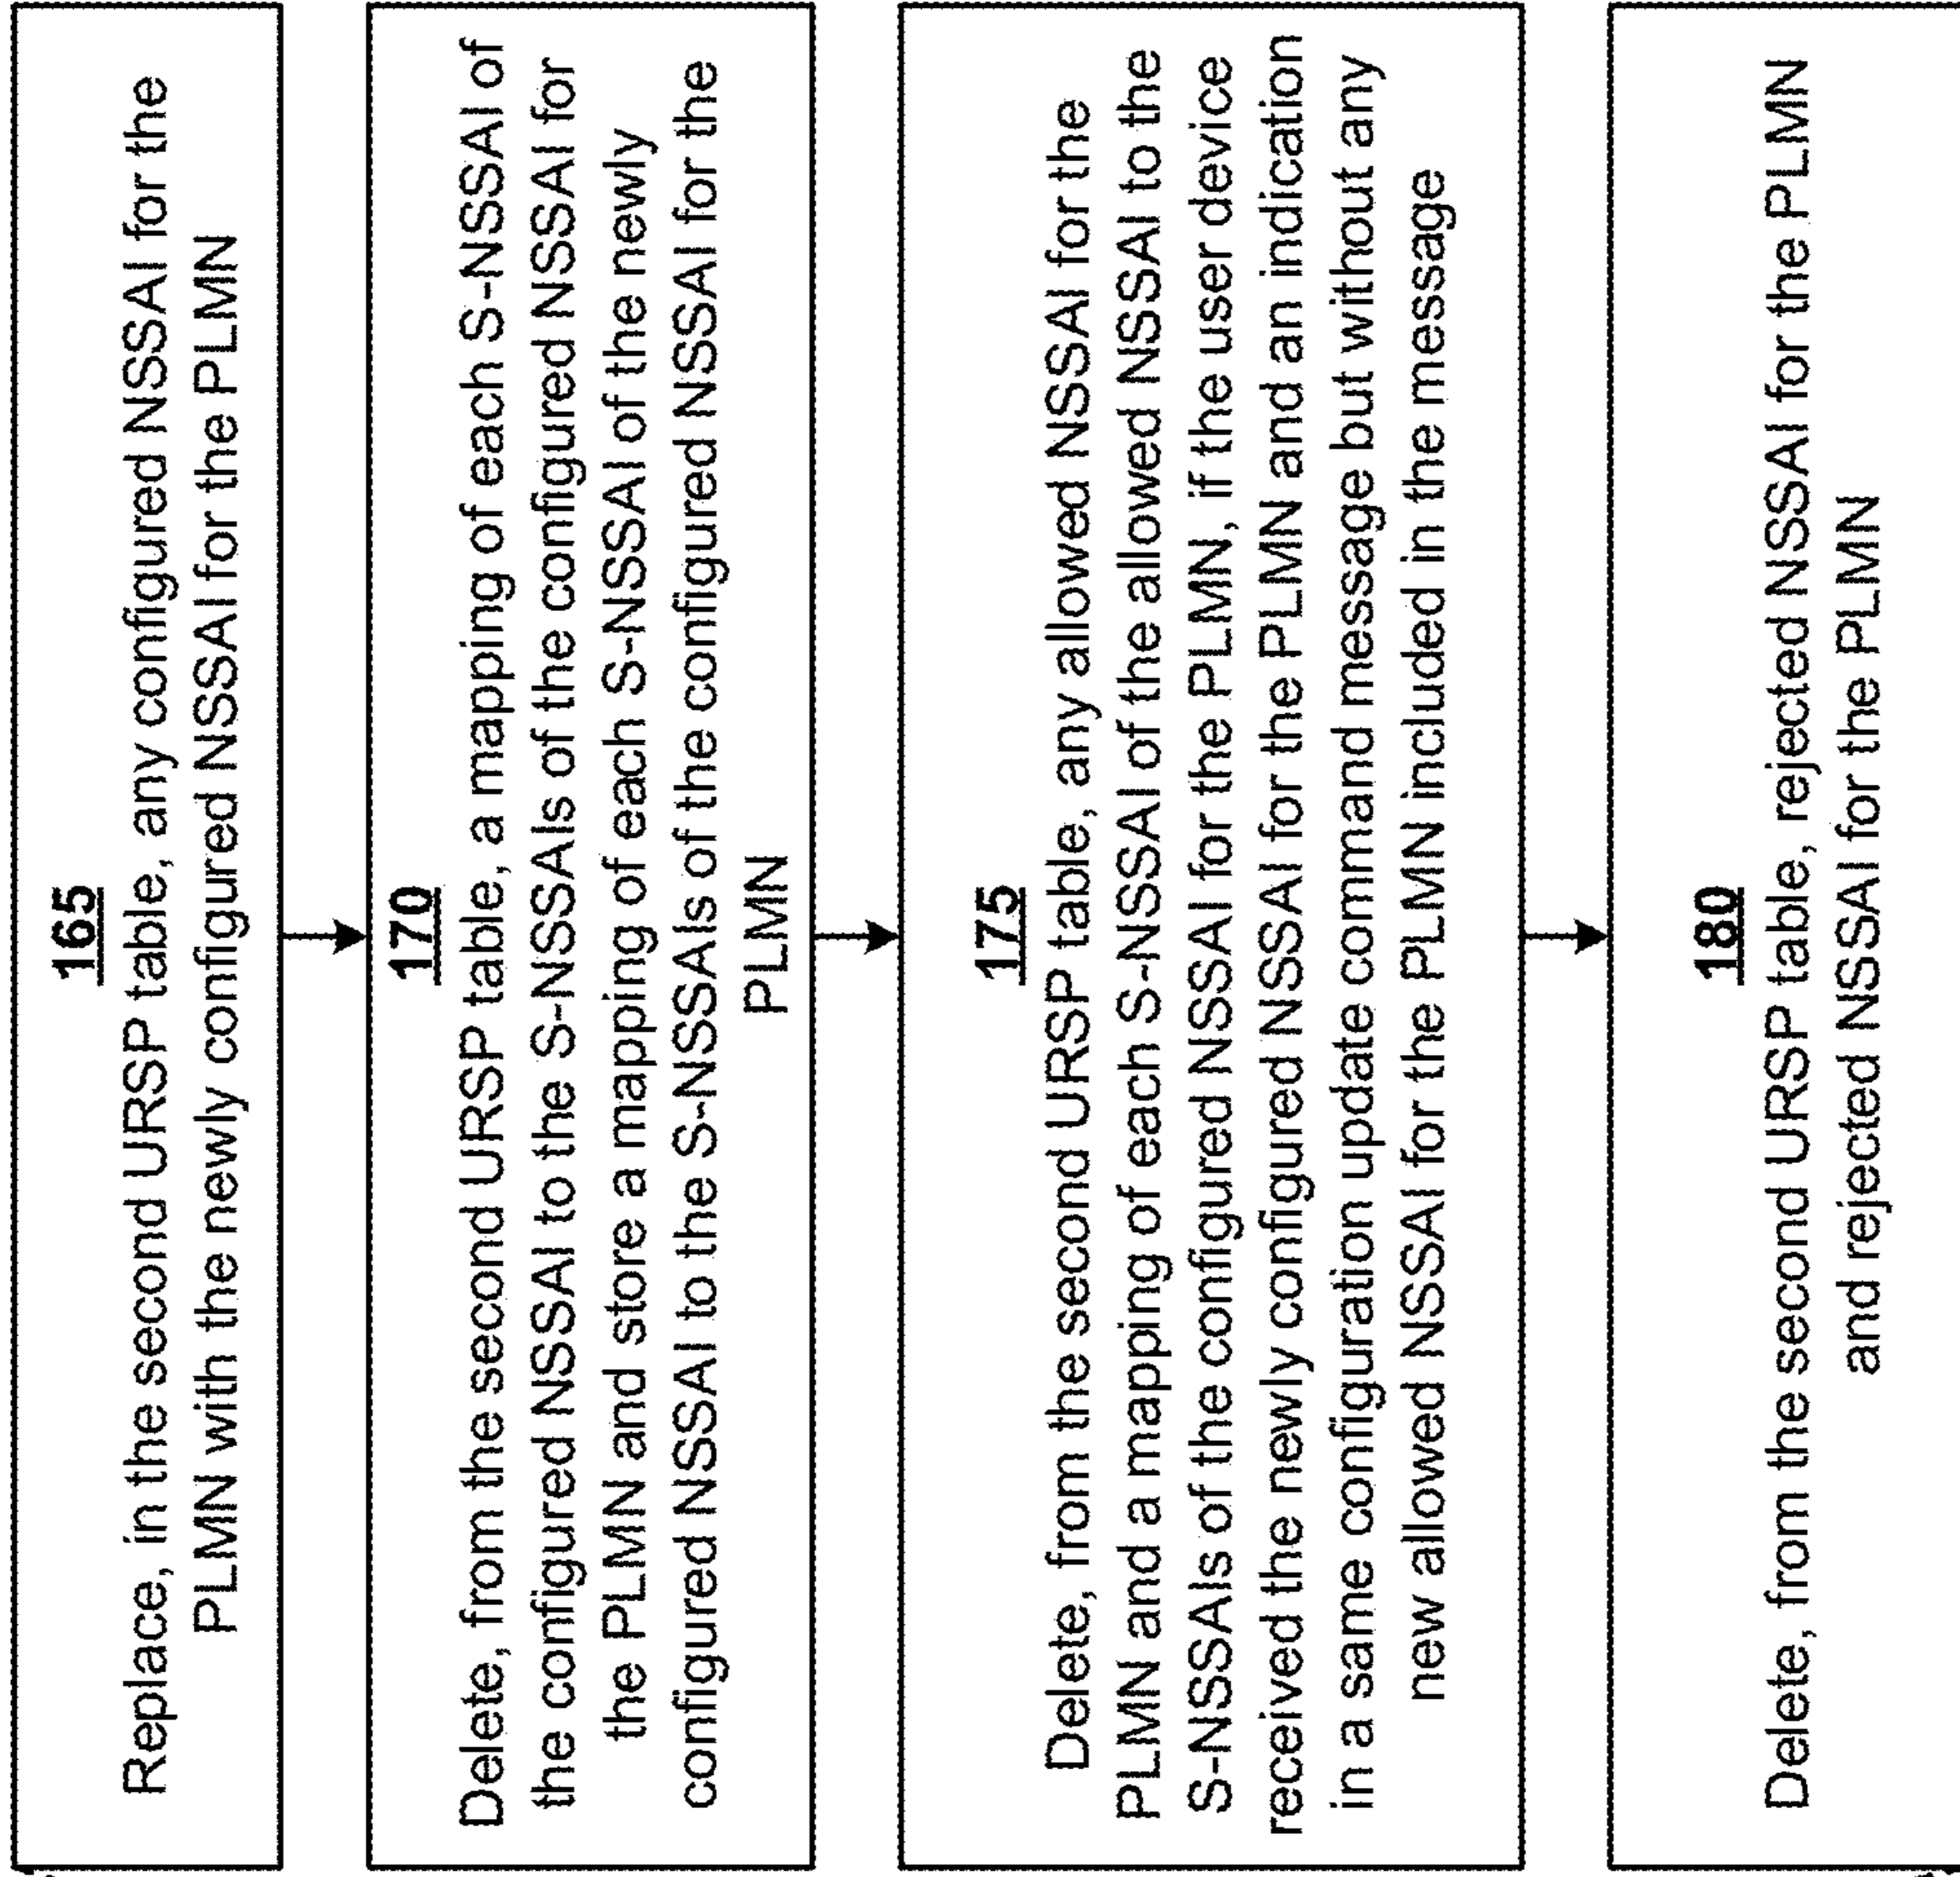 165
Replace, in the second URSP table, any configured NSSAI for the
PLMN with the newly configured NSSAI for the PLMN
170
Delete, from the second URSP table, a mapping of each S-NSSAI of
the configured NSSAI to the S-NSSAIs of the configured NSSAI for
the PLMN and store a mapping of each S-NSSAI of the newly
configured NSSAI to the S-NSSAIs of the configured NSSAI for the
PLMN
175
Delete, from the second URSP table, any allowed NSSAI for the
PLMN and a mapping of each S-NSSAI of the allowed NSSAI to the
S-NSSAIs of the configured NSSAI for the PLMN, if the user device
received the newly configured NSSAI for the PLMN and an indication
in a same configuration update command message but without any
new allowed NSSAI for the PLMN included in the message
180
Delete, from the second URSP table, rejected NSSAI for the PLMN
and rejected NSSAI for the PLMN